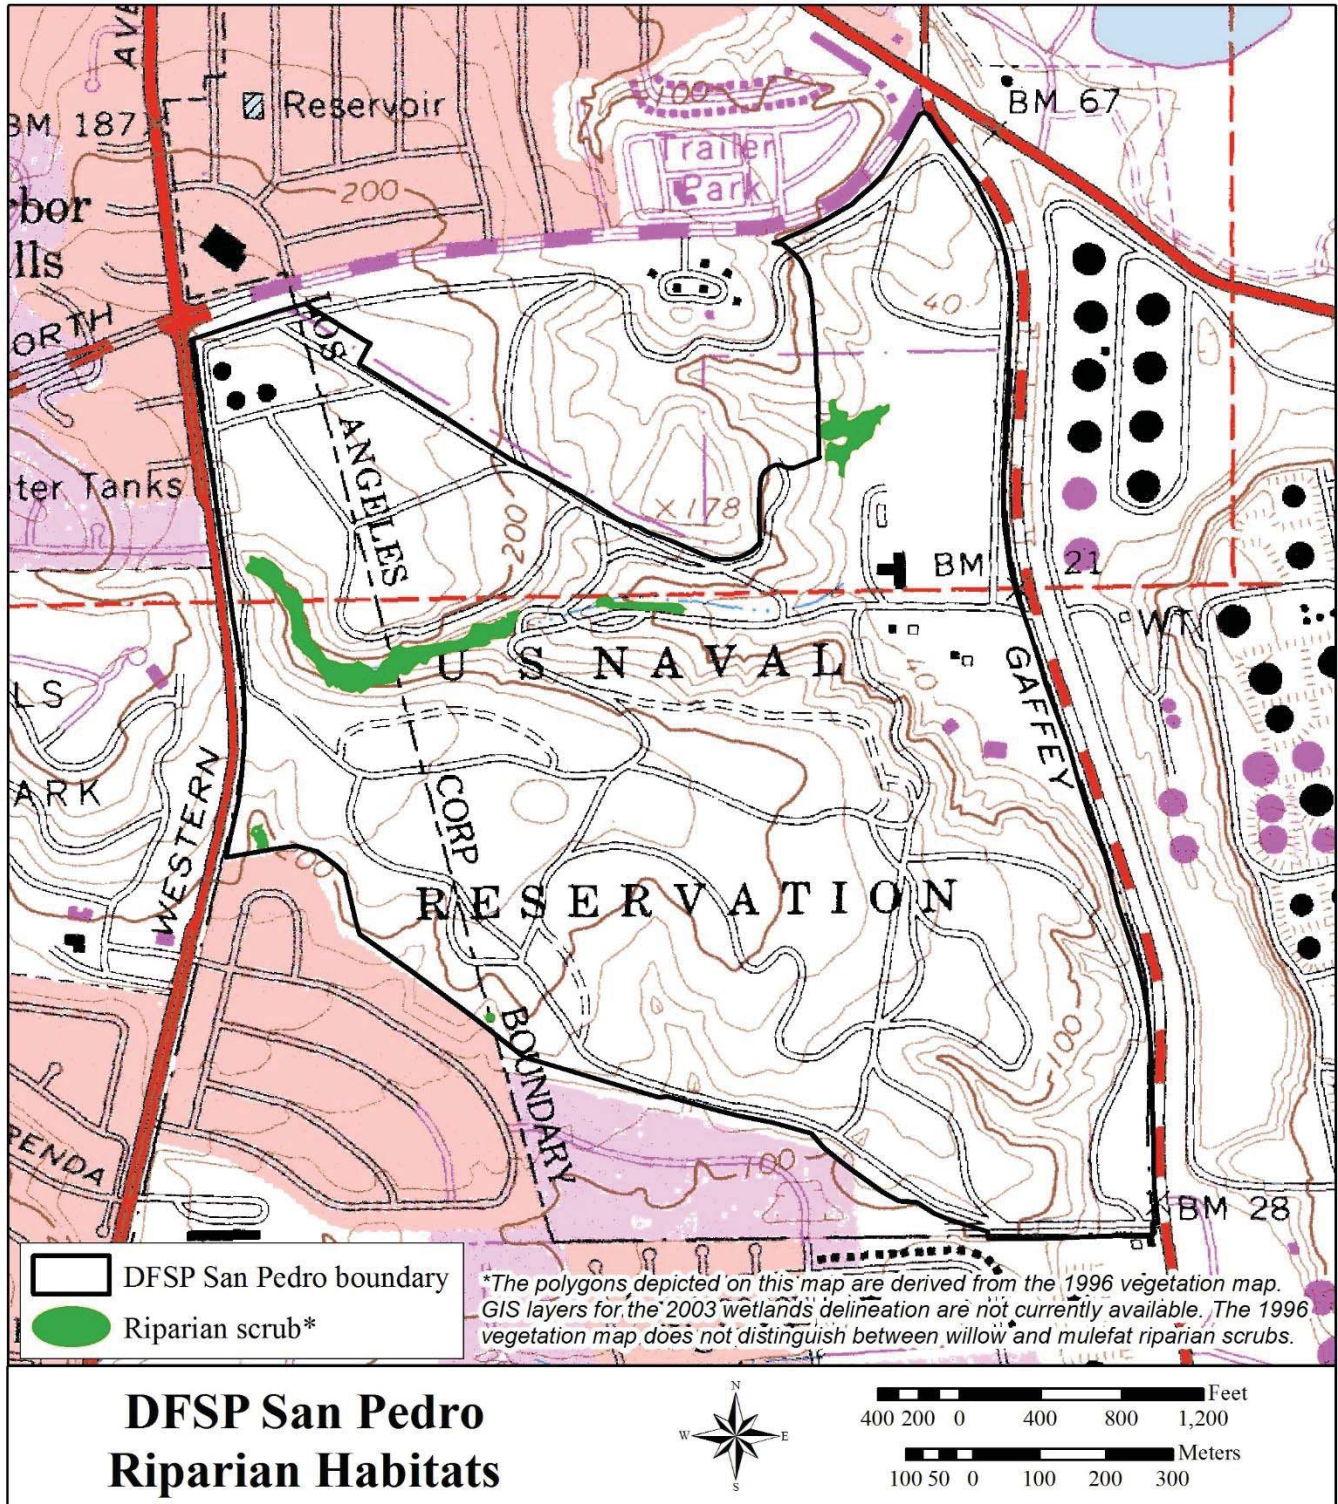 AVE
Reservoir
BM 187
100
BM 67
Trailer
Park
200
rbor
lls
ORTH
40
LOS
ANGELES
ter Tanks
200
X 178
BM 21
WT
U S NAVAL
40
GAFFEY
LS
ARK
WESTERN
CORP
200
RESERVATION
BOUNDARY
100
100
RENDA
BM 28
DFSP San Pedro boundary
Riparian scrub*
*The polygons depicted on this map are derived from the 1996 vegetation map.
GIS layers for the 2003 wetlands delineation are not currently available. The 1996
vegetation map does not distinguish between willow and mulefat riparian scrubs.
DFSP San Pedro
Riparian Habitats
N
W
E
S
Feet
400 200 0 400 800 1,200
Meters
100 50 0 100 200 300